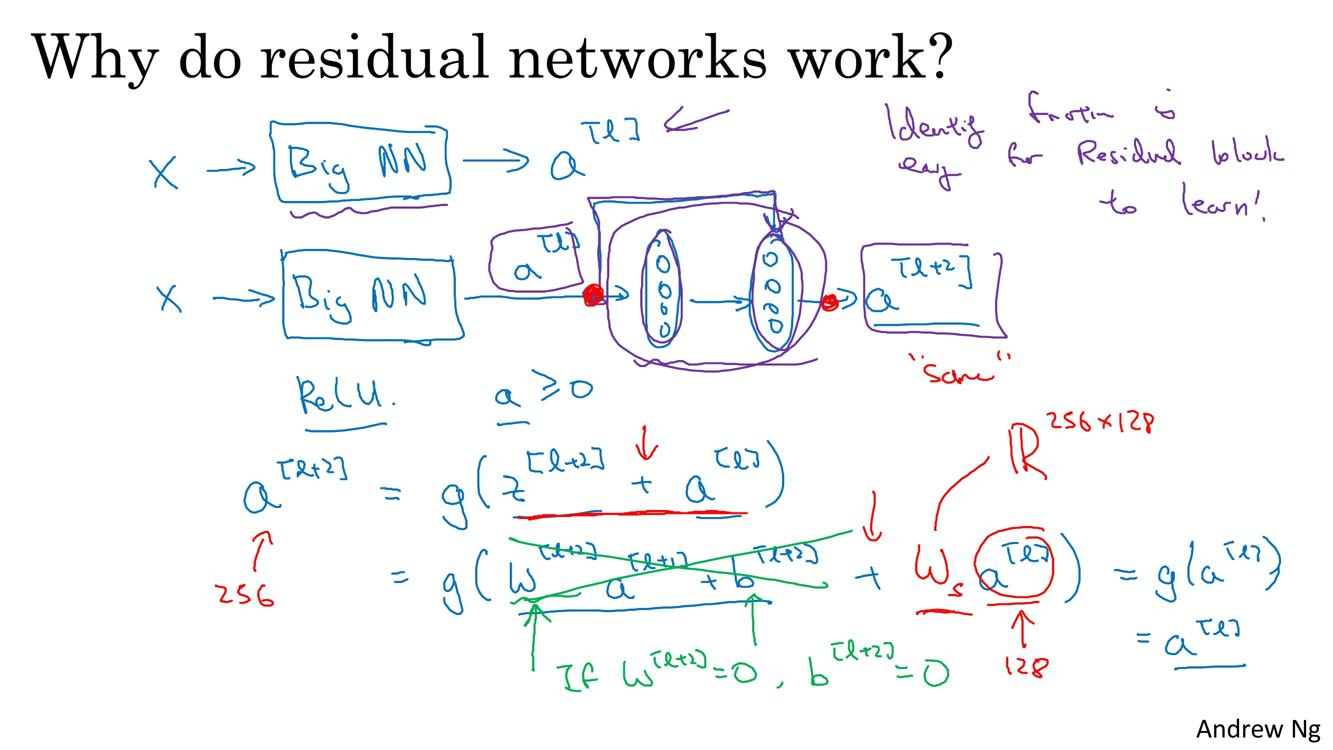 Why do residual networks work?
X → Big NN → a^[l] ←
Identity function is
easy for Residual block
to learn!
X → Big NN a^[l] → a^[l+2]
"Same"
ReLU. a ≥ 0
ℝ^256×128
a^[l+2] = g(z^[l+2] + a^[l])
256
= g(W^[l+2] a^[l+1] + b^[l+2] + W_s a^[l]) = g(a^[l])
= a^[l]
If W^[l+2] = 0, b^[l+2] = 0
128
Andrew Ng